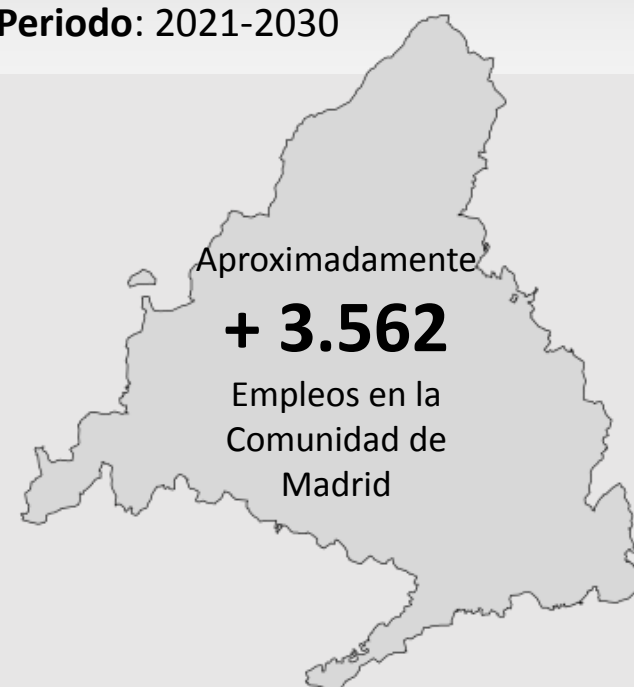 Periodo: 2021-2030
Aproximadamente
+ 3.562
Empleos en la
Comunidad de
Madrid